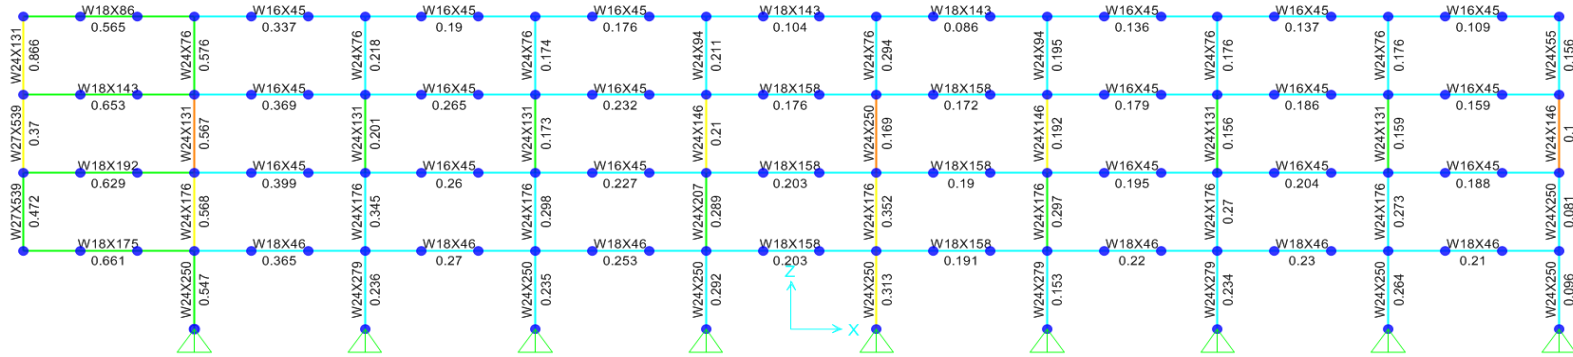 W18X86 W16X45 W16X45 W16X45 W18X143 W18X143 W16X45 W16X45 W16X45
0.565 0.337 0.19 0.176 0.104 0.086 0.136 0.137 0.109
W24X131 W24X76 W24X76 W24X76 W24X94 W24X76 W24X94 W24X76 W24X76 W24X55
0.866 0.576 0.218 0.174 0.211 0.294 0.195 0.176 0.176 0.156
W18X143 W16X45 W16X45 W16X45 W18X158 W18X158 W16X45 W16X45 W16X45
0.653 0.369 0.265 0.232 0.176 0.172 0.179 0.186 0.159
W27X539 W24X131 W24X131 W24X131 W24X146 W24X250 W24X146 W24X131 W24X131 W24X146
0.37 0.567 0.201 0.173 0.21 0.169 0.192 0.156 0.159 0.1
W18X192 W16X45 W16X45 W16X45 W18X158 W18X158 W16X45 W16X45 W16X45
0.629 0.399 0.26 0.227 0.203 0.19 0.195 0.204 0.188
W27X539 W24X176 W24X176 W24X176 W24X207 W24X176 W24X176 W24X176 W24X176 W24X250
0.472 0.568 0.345 0.298 0.289 0.352 0.297 0.27 0.273 0.081
W18X175 W18X46 W18X46 W18X46 W18X158 W18X158 W18X46 W18X46 W18X46
0.661 0.365 0.27 0.253 0.203 0.191 0.22 0.23 0.21
W24X250 W24X279 W24X250 W24X250 W24X250 W24X279 W24X279 W24X250 W24X250
0.547 0.236 0.235 0.292 0.313 0.153 0.234 0.264 0.096
Z
X